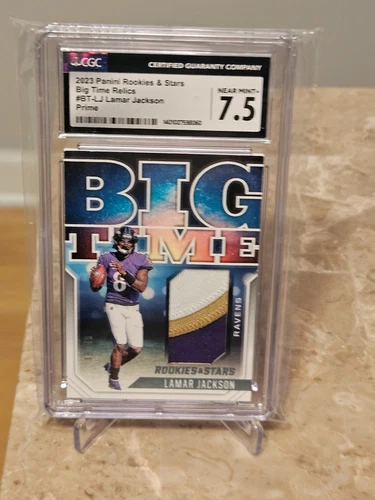 CGC
CERTIFIED GUARANTY COMPANY
2023 Panini Rookies & Stars
Big Time Relics
#BT-LJ Lamar Jackson
Prime
NEAR MINT+
7.5
BIG
TIME
8
RAVENS
ROOKIES & STARS
LAMAR JACKSON